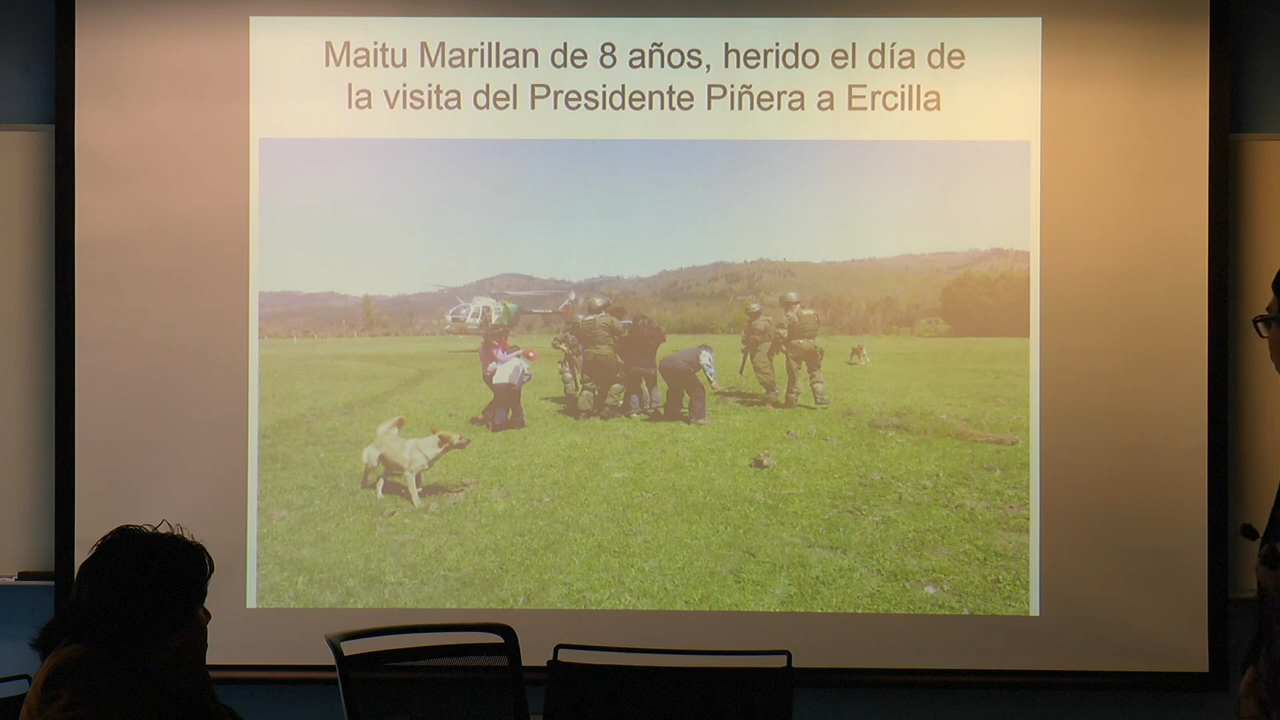 Maitu Marillan de 8 años, herido el día de
la visita del Presidente Piñera a Ercilla